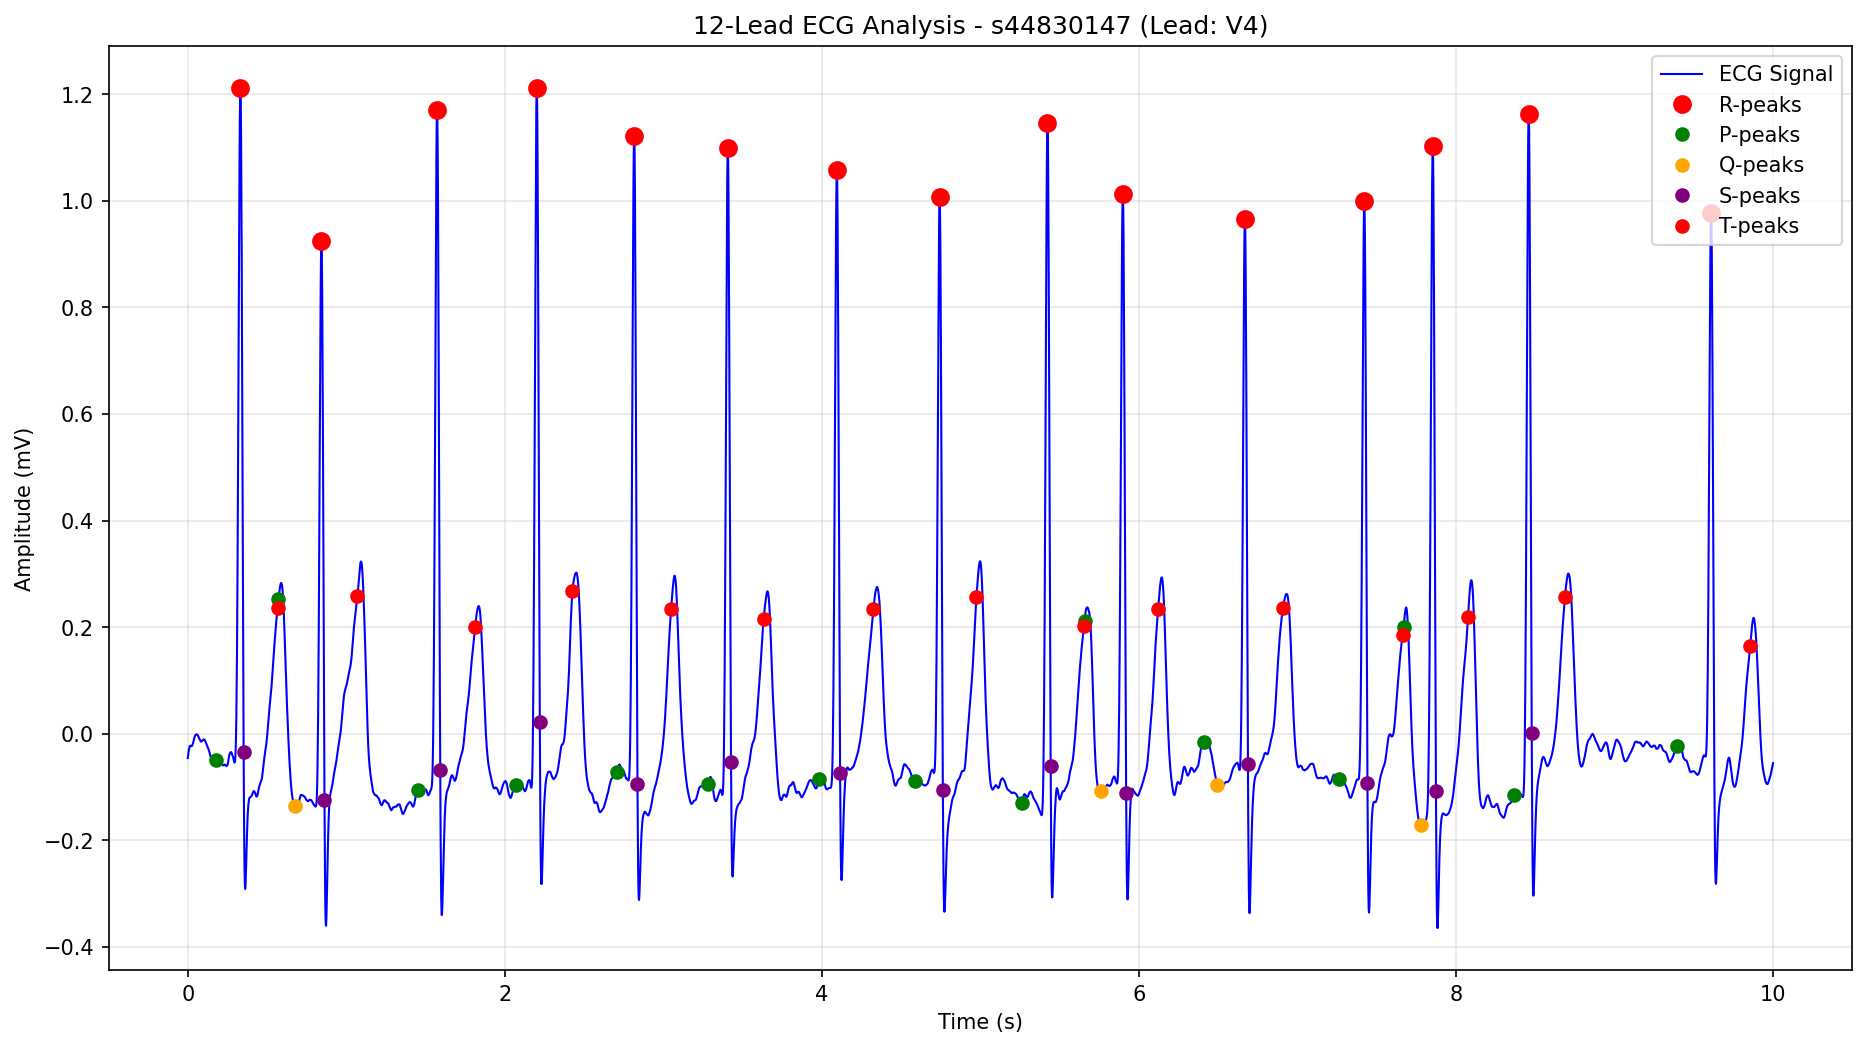 12-Lead ECG Analysis - s44830147 (Lead: V4)
ECG Signal
R-peaks
P-peaks
Q-peaks
S-peaks
T-peaks
Amplitude (mV)
1.2
1.0
0.8
0.6
0.4
0.2
0.0
−0.2
−0.4
0 2 4 6 8 10
Time (s)